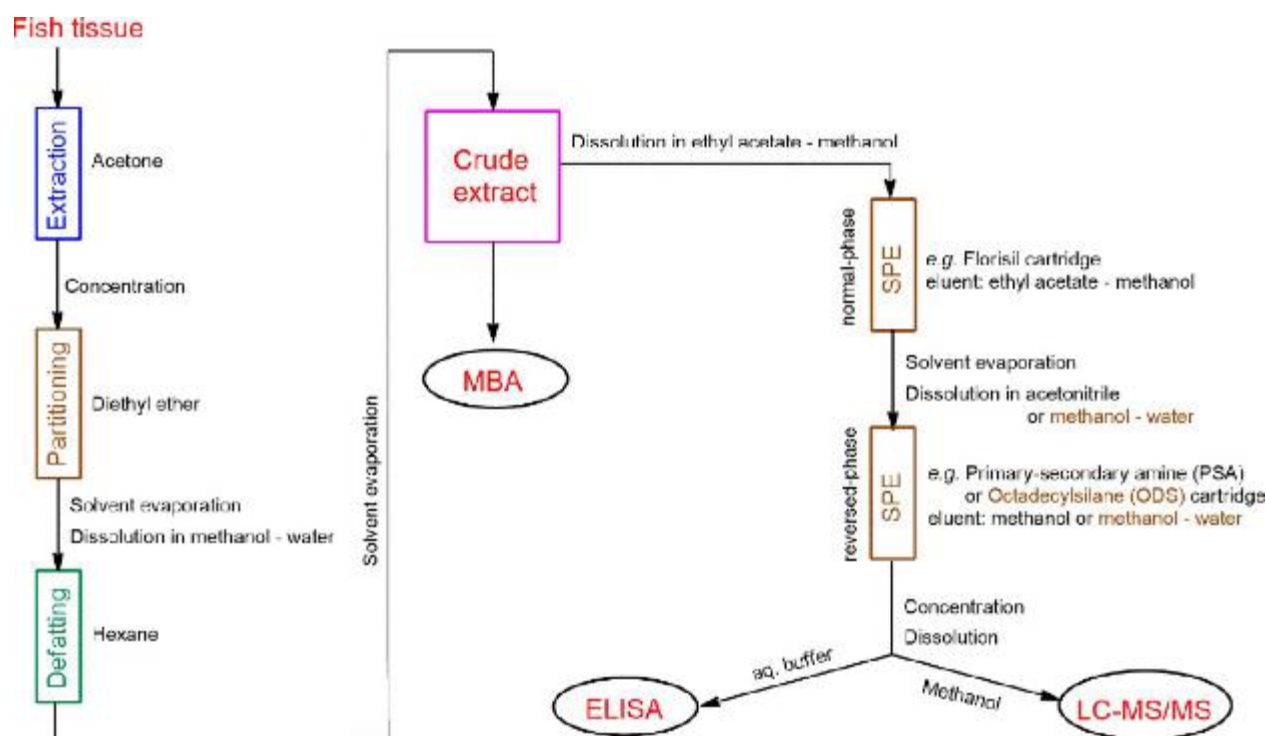 Fish tissue
Extraction
Acetone
Concentration
Partitioning
Diethyl ether
Solvent evaporation
Dissolution in methanol - water
Defatting
Hexane
Solvent evaporation
Crude
extract
MBA
Dissolution in ethyl acetate - methanol
normal-phase
SPE
e.g. Florisil cartridge
eluent: ethyl acetate - methanol
Solvent evaporation
Dissolution in acetonitrile
or methanol - water
reversed-phase
SPE
e.g. Primary-secondary amine (PSA)
or Octadecylsilane (ODS) cartridge
eluent: methanol or methanol - water
Concentration
Dissolution
aq. buffer
Methanol
ELISA
LC-MS/MS